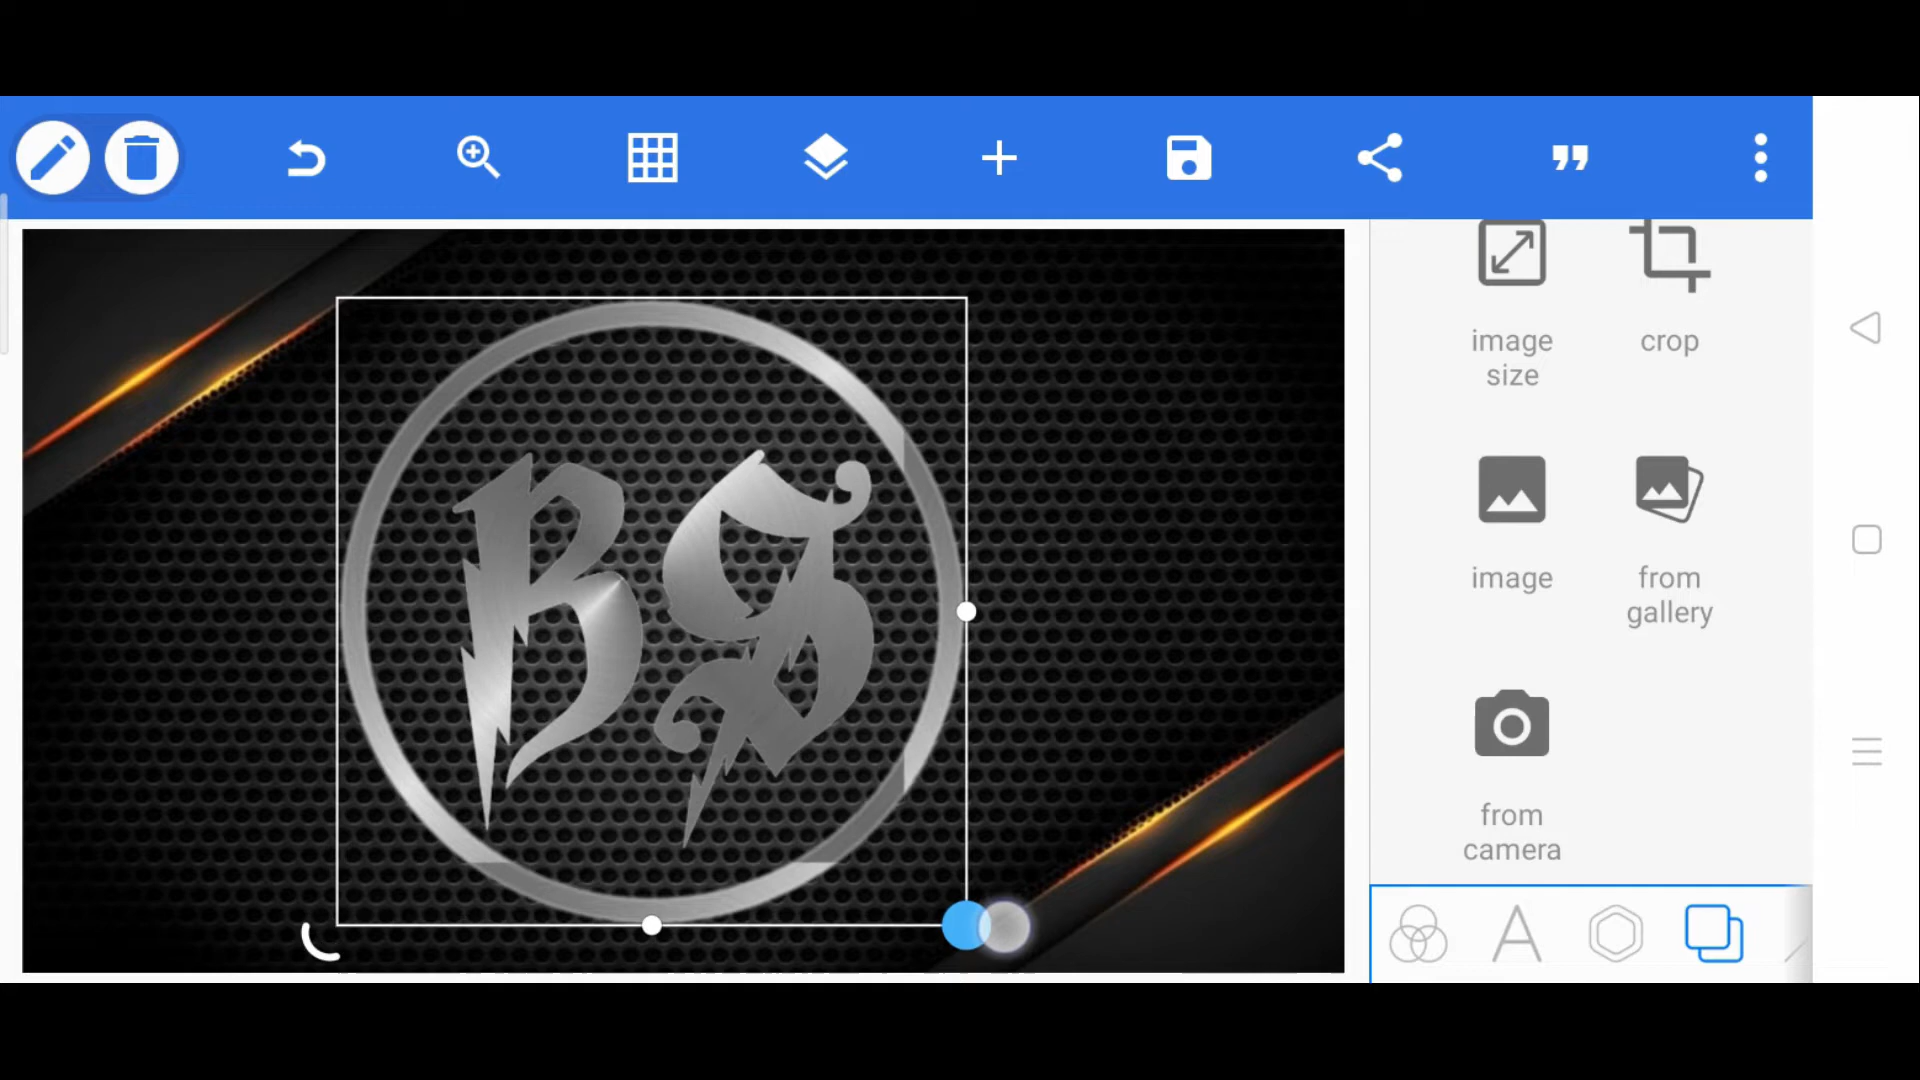 image crop
size
BS
image from
gallery
from
camera